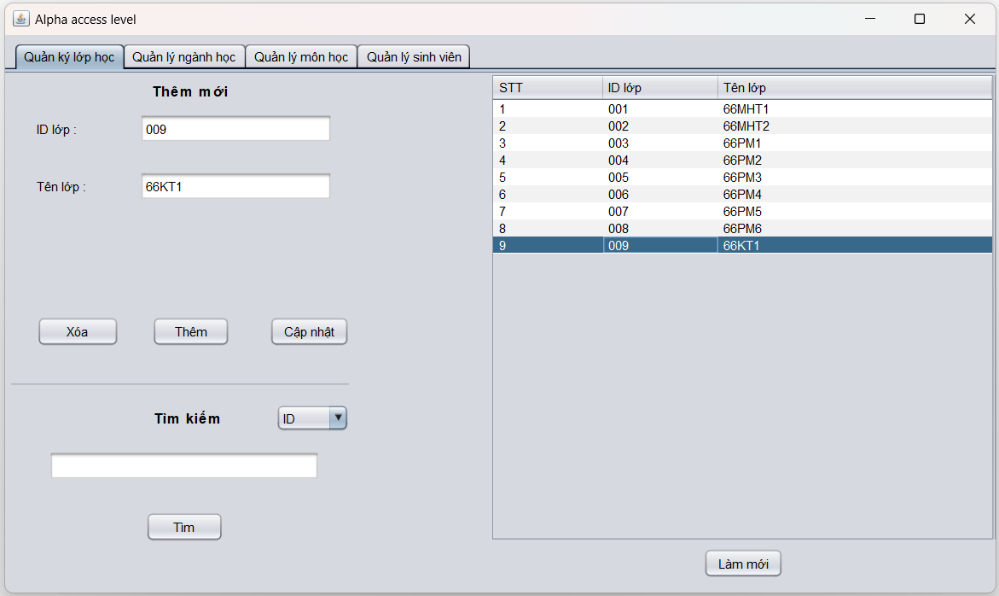 Alpha access level
Quản ký lớp học Quản lý ngành học Quản lý môn học Quản lý sinh viên
Thêm mới
ID lớp : 009
Tên lớp : 66KT1
Xóa Thêm Cập nhật
Tìm kiếm ID
Tìm
STT ID lớp Tên lớp
1 001 66MHT1
2 002 66MHT2
3 003 66PM1
4 004 66PM2
5 005 66PM3
6 006 66PM4
7 007 66PM5
8 008 66PM6
9 009 66KT1
Làm mới